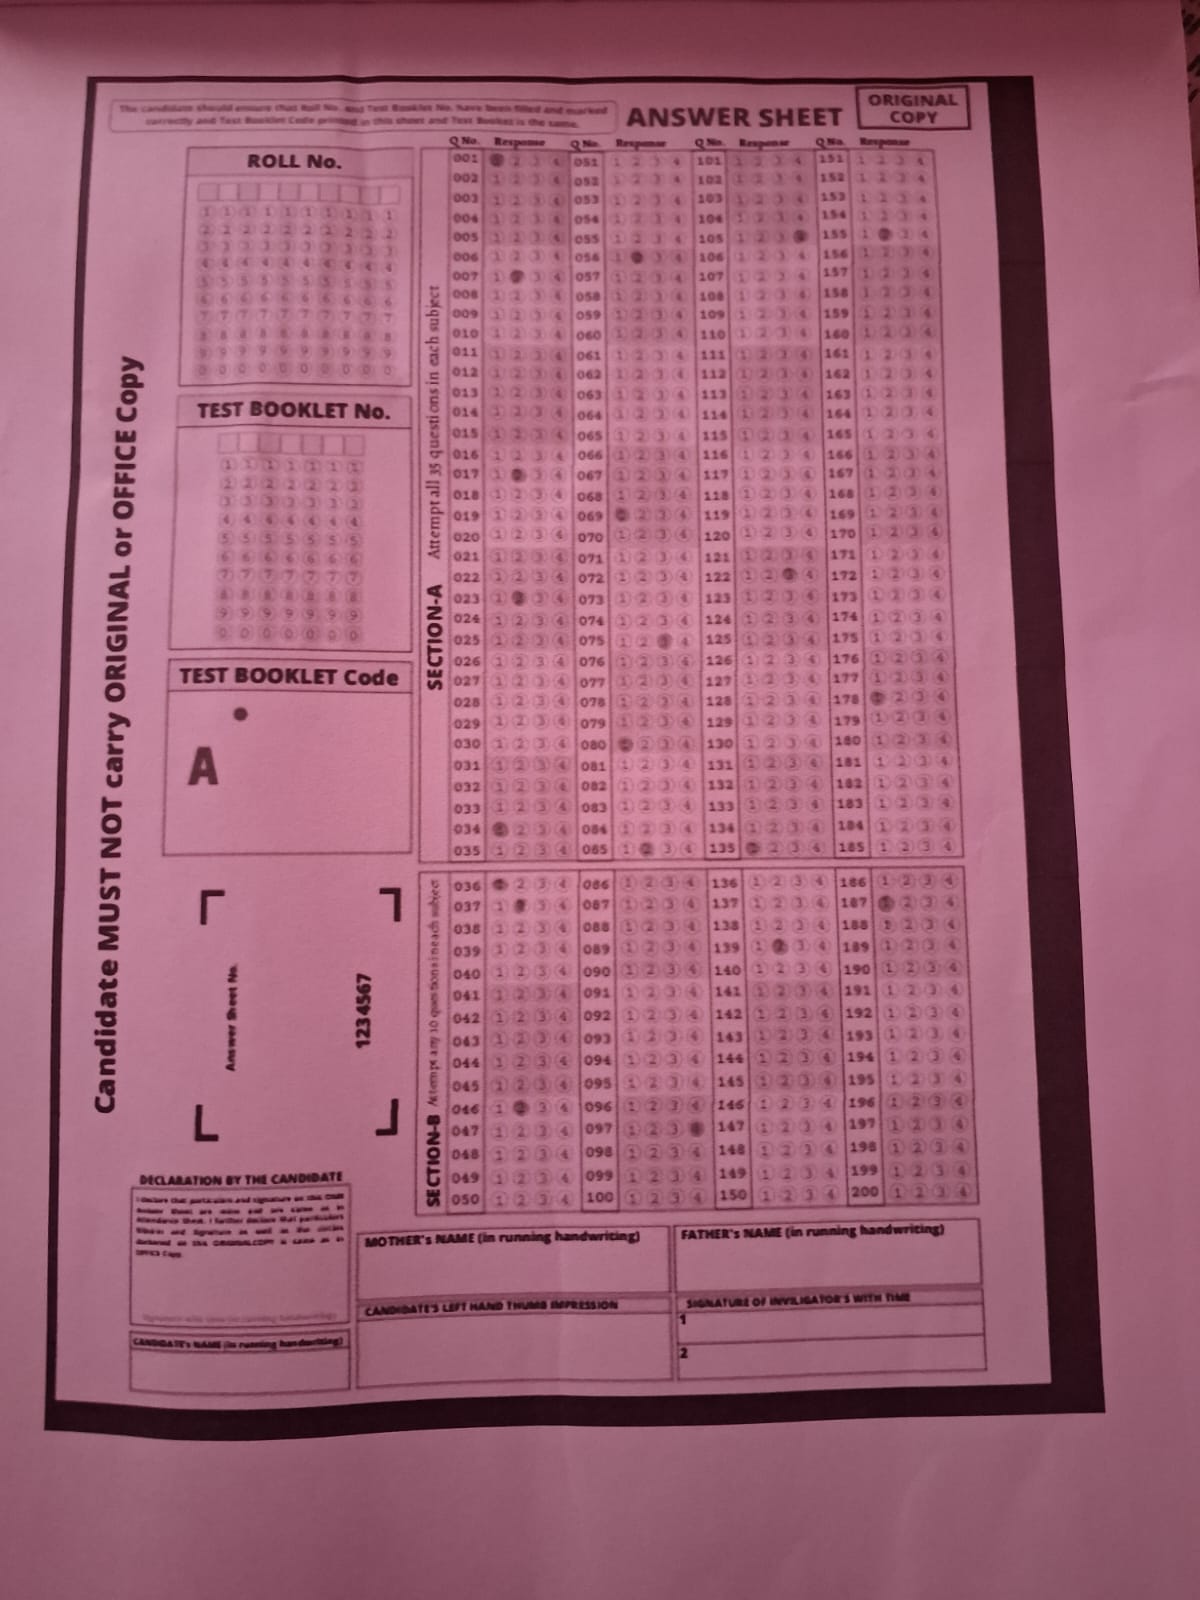 The candidate should ensure that Roll No. and Test Booklet No. have been filled and marked
correctly and Test Booklet Code printed in this sheet and Test Booklet is the same.
ANSWER SHEET
ORIGINAL
COPY
ROLL No.
TEST BOOKLET No.
TEST BOOKLET Code
A
Candidate MUST NOT carry ORIGINAL or OFFICE Copy
Answer Sheet No.
1234567
Q No. Response Q No. Response Q No. Response Q No. Response
SECTION-A Attempt all 35 questions in each subject
001 2 3 4 051 1 2 3 4 101 1 2 3 4 151 1 2 3 4
002 1 2 3 4 052 1 2 3 4 102 1 2 3 4 152 1 2 3 4
003 1 2 3 4 053 1 2 3 4 103 1 2 3 4 153 1 2 3 4
004 1 2 3 4 054 1 2 3 4 104 1 2 3 4 154 1 2 3 4
005 1 2 3 4 055 1 2 3 4 105 1 2 3 155 1 3 4
006 1 2 3 4 056 1 3 4 106 1 2 3 4 156 1 2 3 4
007 1 3 4 057 1 2 3 4 107 1 2 3 4 157 1 2 3 4
008 1 2 3 4 058 1 2 3 4 108 1 2 3 4 158 1 2 3 4
009 1 2 3 4 059 1 2 3 4 109 1 2 3 4 159 1 2 3 4
010 1 2 3 4 060 1 2 3 4 110 1 2 3 4 160 1 2 3 4
011 1 2 3 4 061 1 2 3 4 111 1 2 3 4 161 1 2 3 4
012 1 2 3 4 062 1 2 3 4 112 1 2 3 4 162 1 2 3 4
013 1 2 3 4 063 1 2 3 4 113 1 2 3 4 163 1 2 3 4
014 1 2 3 4 064 1 2 3 4 114 1 2 3 4 164 1 2 3 4
015 1 2 3 4 065 1 2 3 4 115 1 2 3 4 165 1 2 3 4
016 1 2 3 4 066 1 2 3 4 116 1 2 3 4 166 1 2 3 4
017 1 3 4 067 1 2 3 4 117 1 2 3 4 167 1 2 3 4
018 1 2 3 4 068 1 2 3 4 118 1 2 3 4 168 1 2 3 4
019 1 2 3 4 069 2 3 4 119 1 2 3 4 169 1 2 3 4
020 1 2 3 4 070 1 2 3 4 120 1 2 3 4 170 1 2 3 4
021 1 2 3 4 071 1 2 3 4 121 1 2 3 4 171 1 2 3 4
022 1 2 3 4 072 1 2 3 4 122 1 2 4 172 1 2 3 4
023 1 3 4 073 1 2 3 4 123 1 2 3 4 173 1 2 3 4
024 1 2 3 4 074 1 2 3 4 124 1 2 3 4 174 1 2 3 4
025 1 2 3 4 075 1 2 4 125 1 2 3 4 175 1 2 3 4
026 1 2 3 4 076 1 2 3 4 126 1 2 3 4 176 1 2 3 4
027 1 2 3 4 077 1 2 3 4 127 1 2 3 4 177 1 2 3 4
028 1 2 3 4 078 1 2 3 4 128 1 2 3 4 178 2 3 4
029 1 2 3 4 079 1 2 3 4 129 1 2 3 4 179 1 2 3 4
030 1 2 3 4 080 2 3 4 130 1 2 3 4 180 1 2 3 4
031 1 2 3 4 081 1 2 3 4 131 1 2 3 4 181 1 2 3 4
032 1 2 3 4 082 1 2 3 4 132 1 2 3 4 182 1 2 3 4
033 1 2 3 4 083 1 2 3 4 133 1 2 3 4 183 1 2 3 4
034 2 3 4 084 1 2 3 4 134 1 2 3 4 184 1 2 3 4
035 1 2 3 4 085 1 3 4 135 2 3 4 185 1 2 3 4
SECTION-B Attempt any 10 questions in each subject
036 2 3 4 086 1 2 3 4 136 1 2 3 4 186 1 2 3 4
037 1 3 4 087 1 2 3 4 137 1 2 3 4 187 2 3 4
038 1 2 3 4 088 1 2 3 4 138 1 2 3 4 188 1 2 3 4
039 1 2 3 4 089 1 2 3 4 139 1 3 4 189 1 2 3 4
040 1 2 3 4 090 1 2 3 4 140 1 2 3 4 190 1 2 3 4
041 1 2 3 4 091 1 2 3 4 141 1 2 3 4 191 1 2 3 4
042 1 2 3 4 092 1 2 3 4 142 1 2 3 4 192 1 2 3 4
043 1 2 3 4 093 1 2 3 4 143 1 2 3 4 193 1 2 3 4
044 1 2 3 4 094 1 2 3 4 144 1 2 3 4 194 1 2 3 4
045 1 2 3 4 095 1 2 3 4 145 1 2 3 4 195 1 2 3 4
046 1 3 4 096 1 2 3 4 146 1 2 3 4 196 1 2 3 4
047 1 2 3 4 097 1 2 3 147 1 2 3 4 197 1 2 3 4
048 1 2 3 4 098 1 2 3 4 148 1 2 3 4 198 1 2 3 4
049 1 2 3 4 099 1 2 3 4 149 1 2 3 4 199 1 2 3 4
050 1 2 3 4 100 1 2 3 4 150 1 2 3 4 200 1 2 3 4
DECLARATION BY THE CANDIDATE
CANDIDATE's NAME (in running handwriting)
MOTHER's NAME (in running handwriting)
FATHER's NAME (in running handwriting)
CANDIDATE'S LEFT HAND THUMB IMPRESSION
SIGNATURE OF INVILIGATOR'S WITH TIME
1
2